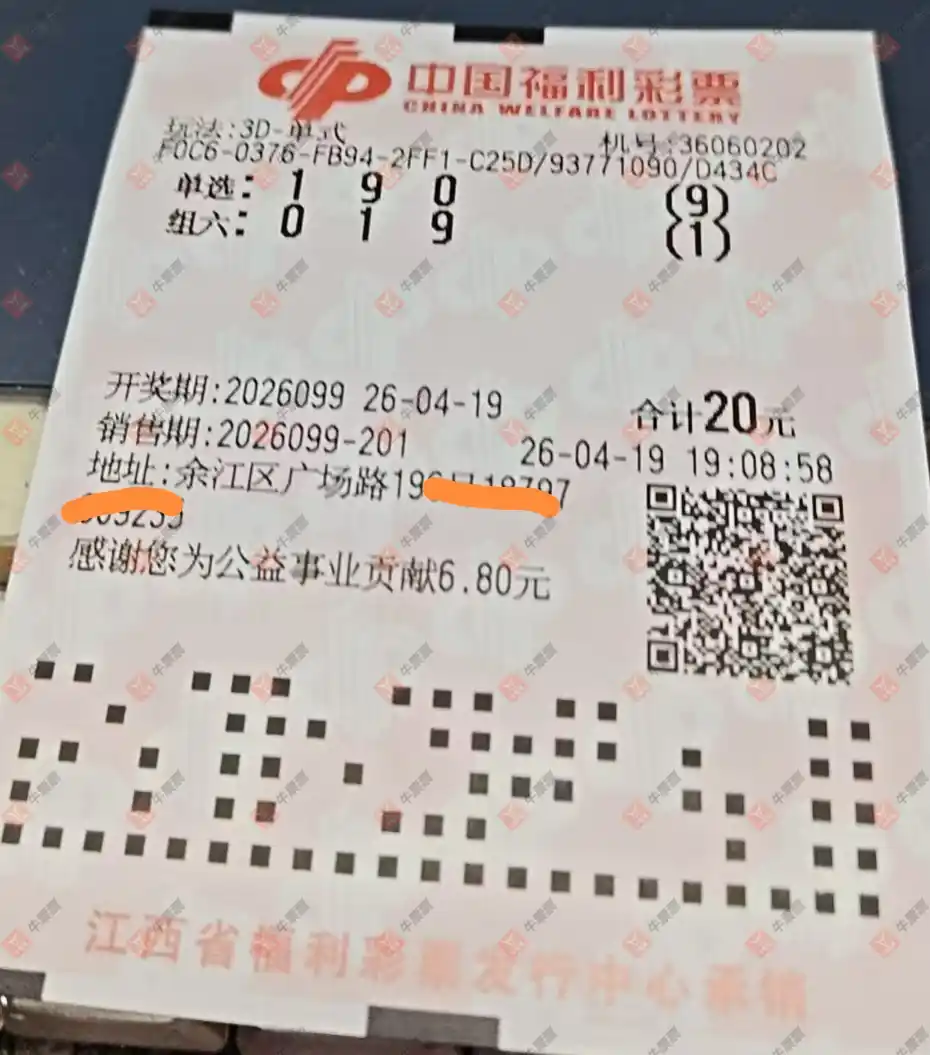 中国福利彩票
CHINA WELFARE LOTTERY
玩法:3D-单式 机号:36060202
F0C6-0376-FB94-2FF1-C25D/93771090/D434C
单选: 1 9 0 (9)
组六: 0 1 9 (1)
开奖期:2026099 26-04-19 合计20元
销售期:2026099-201 26-04-19 19:08:58
地址:余江区广场路19
感谢您为公益事业贡献6.80元
江西省福利彩票发行中心承销
牛票票